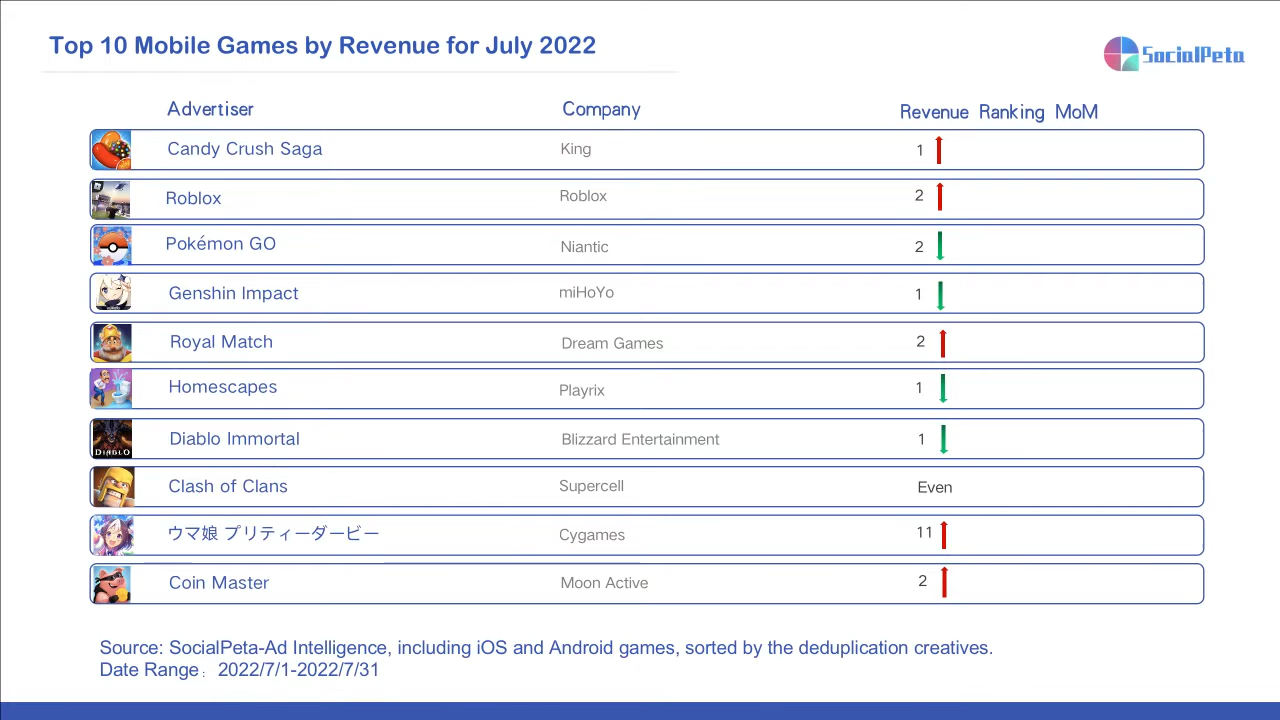 Top 10 Mobile Games by Revenue for July 2022
SocialPeta
Advertiser Company Revenue Ranking MoM
Candy Crush Saga King 1
Roblox Roblox 2
Pokémon GO Niantic 2
Genshin Impact miHoYo 1
Royal Match Dream Games 2
Homescapes Playrix 1
DIABLO Diablo Immortal Blizzard Entertainment 1
Clash of Clans Supercell Even
ウマ娘 プリティーダービー Cygames 11
Coin Master Moon Active 2
Source: SocialPeta-Ad Intelligence, including iOS and Android games, sorted by the deduplication creatives.
Date Range：2022/7/1-2022/7/31